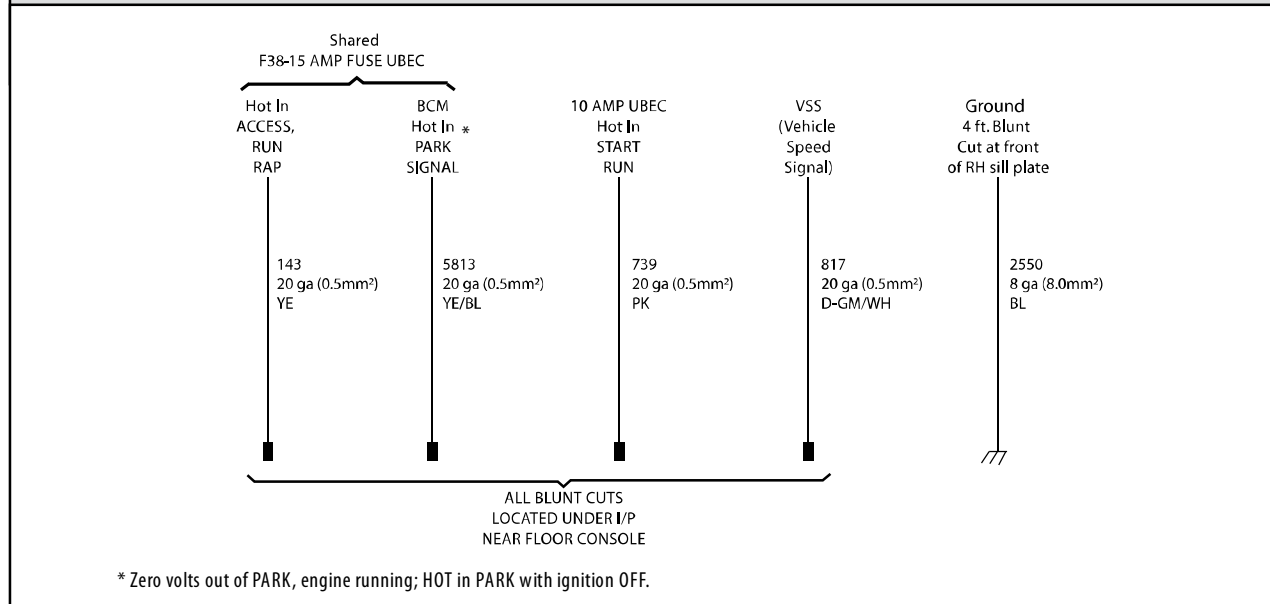 Shared
F38-15 AMP FUSE UBEC
Hot In
ACCESS,
RUN
RAP
BCM
Hot In *
PARK
SIGNAL
10 AMP UBEC
Hot In
START
RUN
VSS
(Vehicle
Speed
Signal)
Ground
4 ft. Blunt
Cut at front
of RH sill plate
143
20 ga (0.5mm²)
YE
5813
20 ga (0.5mm²)
YE/BL
739
20 ga (0.5mm²)
PK
817
20 ga (0.5mm²)
D-GM/WH
2550
8 ga (8.0mm²)
BL
ALL BLUNT CUTS
LOCATED UNDER I/P
NEAR FLOOR CONSOLE
* Zero volts out of PARK, engine running; HOT in PARK with ignition OFF.